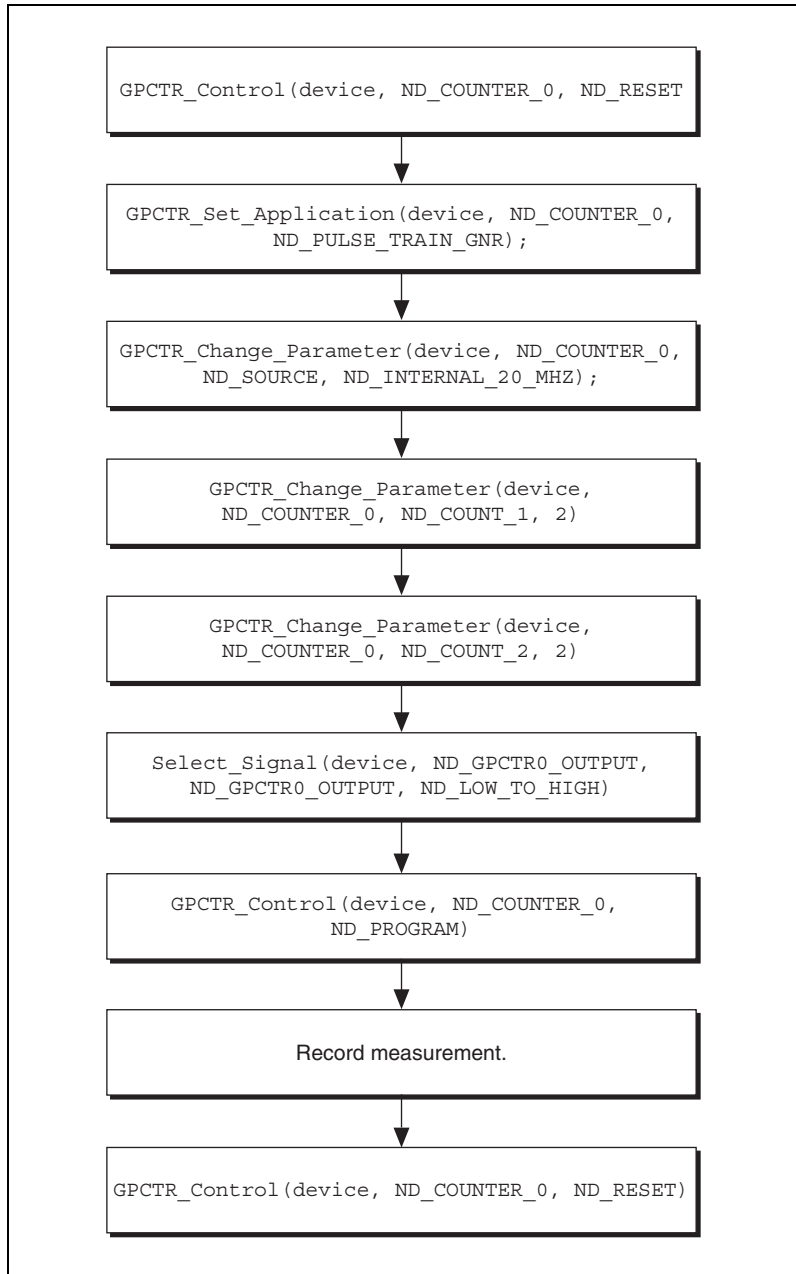 GPCTR_Control(device, ND_COUNTER_0, ND_RESET
GPCTR_Set_Application(device, ND_COUNTER_0,
ND_PULSE_TRAIN_GNR);
GPCTR_Change_Parameter(device, ND_COUNTER_0,
ND_SOURCE, ND_INTERNAL_20_MHZ);
GPCTR_Change_Parameter(device,
ND_COUNTER_0, ND_COUNT_1, 2)
GPCTR_Change_Parameter(device,
ND_COUNTER_0, ND_COUNT_2, 2)
Select_Signal(device, ND_GPCTR0_OUTPUT,
ND_GPCTR0_OUTPUT, ND_LOW_TO_HIGH)
GPCTR_Control(device, ND_COUNTER_0,
ND_PROGRAM)
Record measurement.
GPCTR_Control(device, ND_COUNTER_0, ND_RESET)